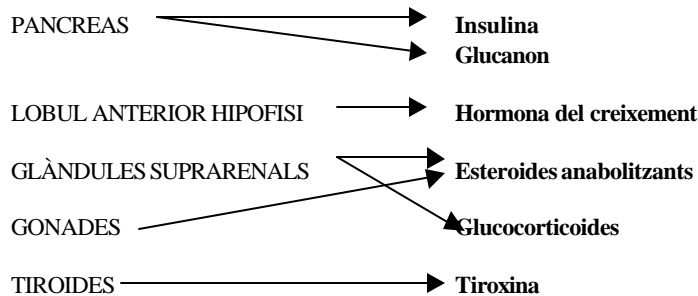 PANCREAS Insulina
Glucanon
LOBUL ANTERIOR HIPOFISI Hormona del creixement
GLÀNDULES SUPRARENALS Esteroides anabolitzants
GONADES Glucocorticoides
TIROIDES Tiroxina